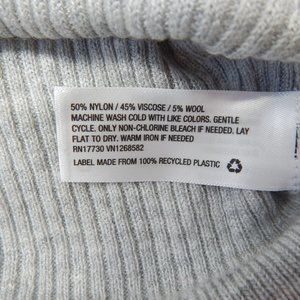 50% NYLON / 45% VISCOSE / 5% WOOL
MACHINE WASH COLD WITH LIKE COLORS. GENTLE
CYCLE. ONLY NON-CHLORINE BLEACH IF NEEDED. LAY
FLAT TO DRY. WARM IRON IF NEEDED
RN17730 VN1268582
LABEL MADE FROM 100% RECYCLED PLASTIC